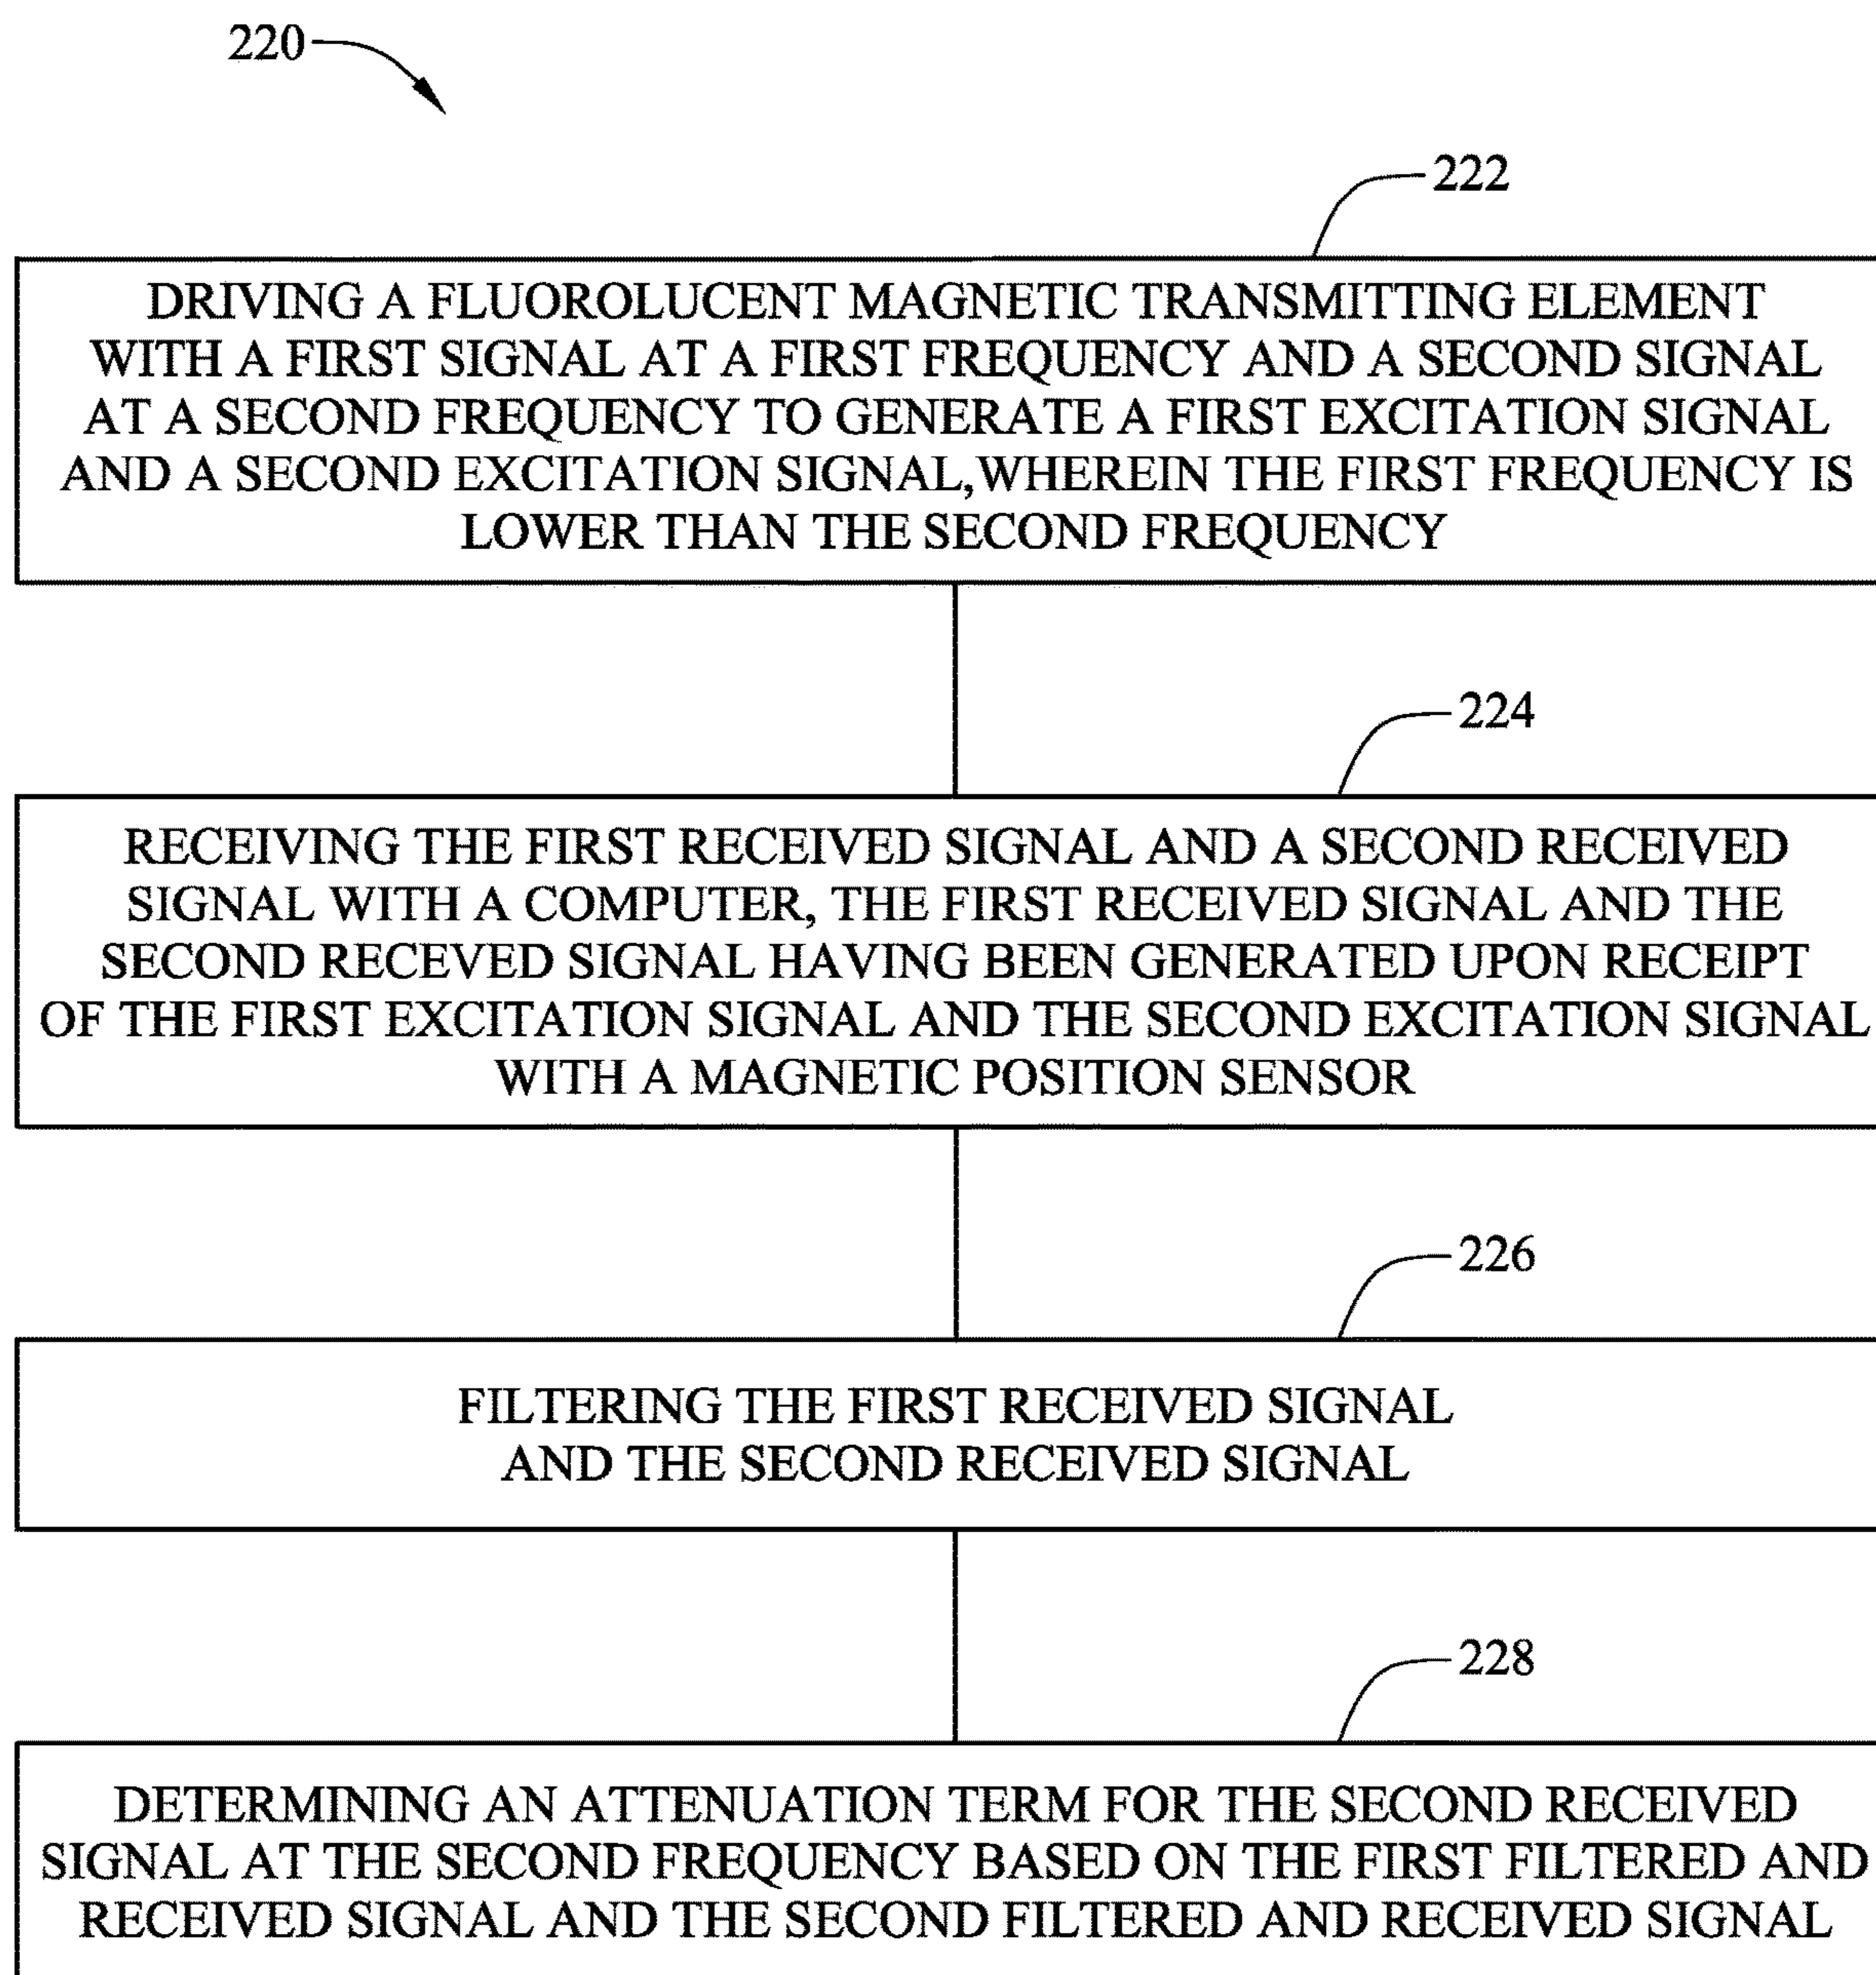 220
222
DRIVING A FLUOROLUCENT MAGNETIC TRANSMITTING ELEMENT
WITH A FIRST SIGNAL AT A FIRST FREQUENCY AND A SECOND SIGNAL
AT A SECOND FREQUENCY TO GENERATE A FIRST EXCITATION SIGNAL
AND A SECOND EXCITATION SIGNAL, WHEREIN THE FIRST FREQUENCY IS
LOWER THAN THE SECOND FREQUENCY
224
RECEIVING THE FIRST RECEIVED SIGNAL AND A SECOND RECEIVED
SIGNAL WITH A COMPUTER, THE FIRST RECEIVED SIGNAL AND THE
SECOND RECEVED SIGNAL HAVING BEEN GENERATED UPON RECEIPT
OF THE FIRST EXCITATION SIGNAL AND THE SECOND EXCITATION SIGNAL
WITH A MAGNETIC POSITION SENSOR
226
FILTERING THE FIRST RECEIVED SIGNAL
AND THE SECOND RECEIVED SIGNAL
228
DETERMINING AN ATTENUATION TERM FOR THE SECOND RECEIVED
SIGNAL AT THE SECOND FREQUENCY BASED ON THE FIRST FILTERED AND
RECEIVED SIGNAL AND THE SECOND FILTERED AND RECEIVED SIGNAL